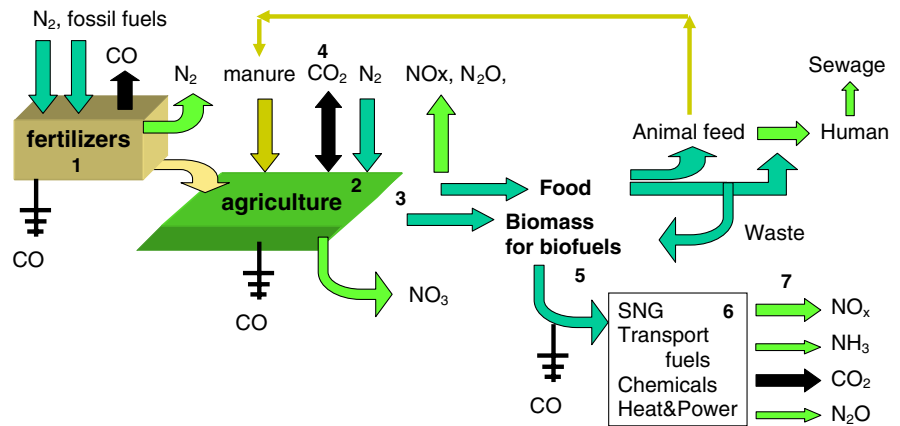 N₂, fossil fuels
CO
N₂
manure
4
CO₂
N₂
NOx, N₂O,
Sewage
fertilizers
1
Animal feed
Human
2
agriculture
3
Food
Biomass
for biofuels
Waste
CO
NO₃
CO
5
SNG
6
Transport
fuels
Chemicals
Heat&Power
CO
7
NOₓ
NH₃
CO₂
N₂O